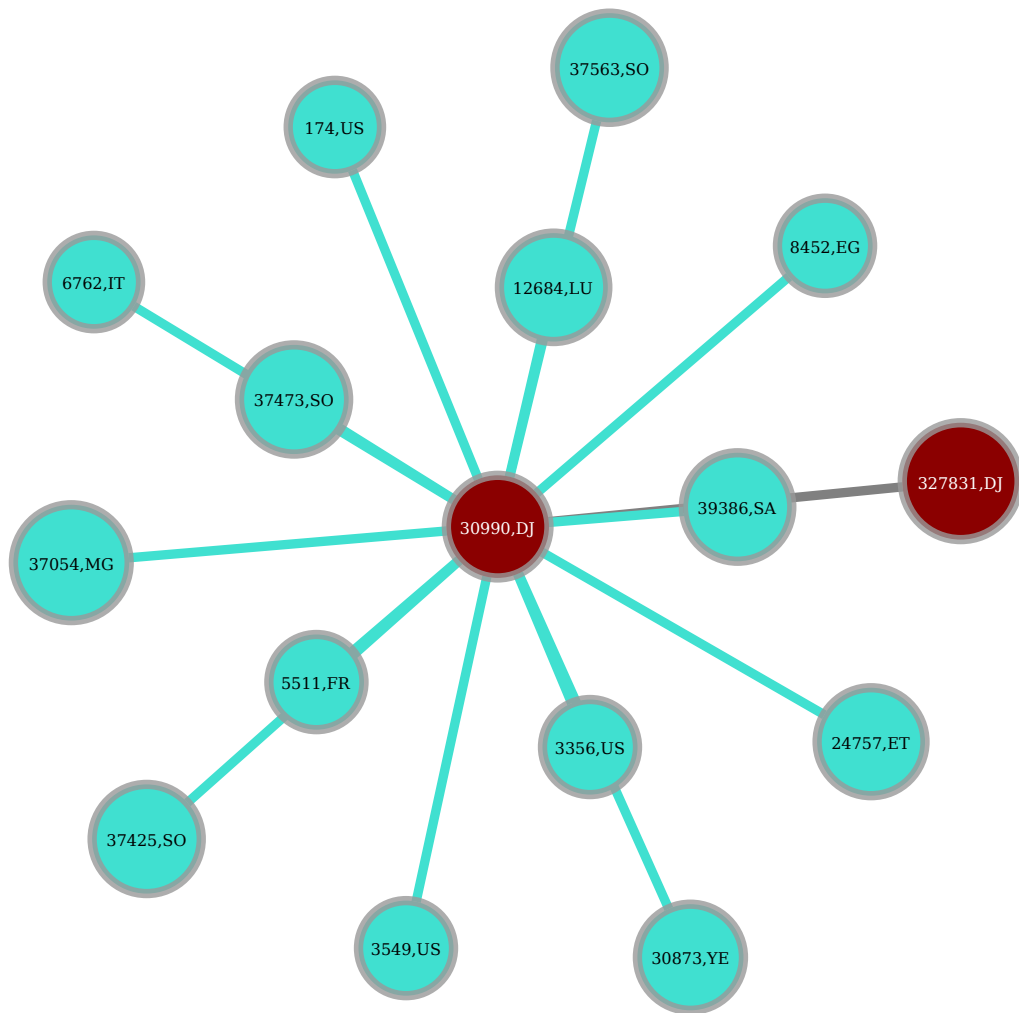 37563,SO
174,US
8452,EG
6762,IT
12684,LU
37473,SO
327831,DJ
39386,SA
30990,DJ
37054,MG
5511,FR
24757,ET
3356,US
37425,SO
3549,US
30873,YE